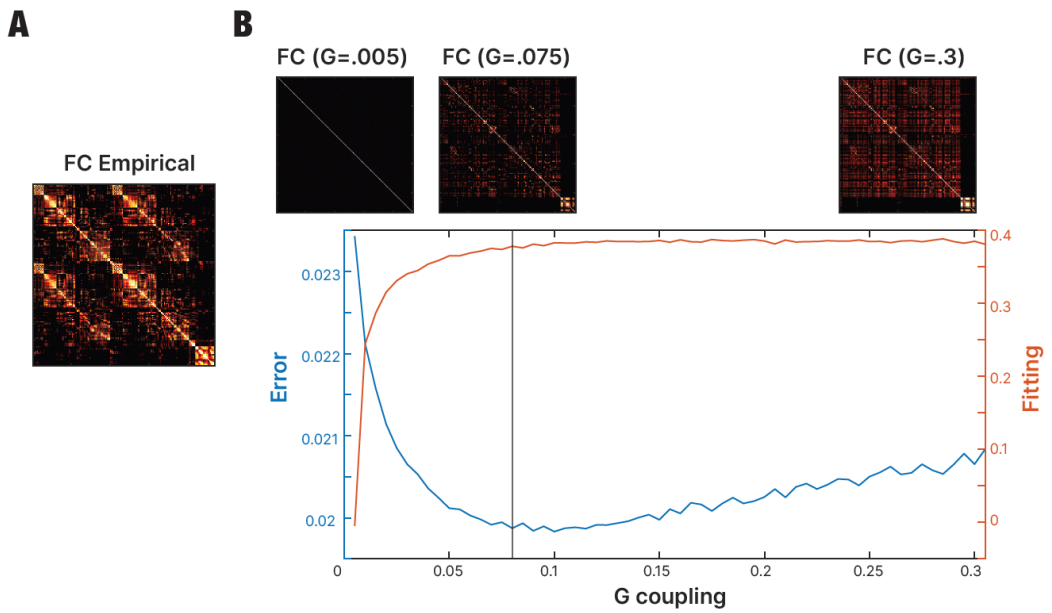 A
B
FC Empirical
FC (G=.005)
FC (G=.075)
FC (G=.3)
0.023
0.022
0.021
0.02
Error
0.4
0.3
0.2
0.1
0
Fitting
0
0.05
0.1
0.15
0.2
0.25
0.3
G coupling